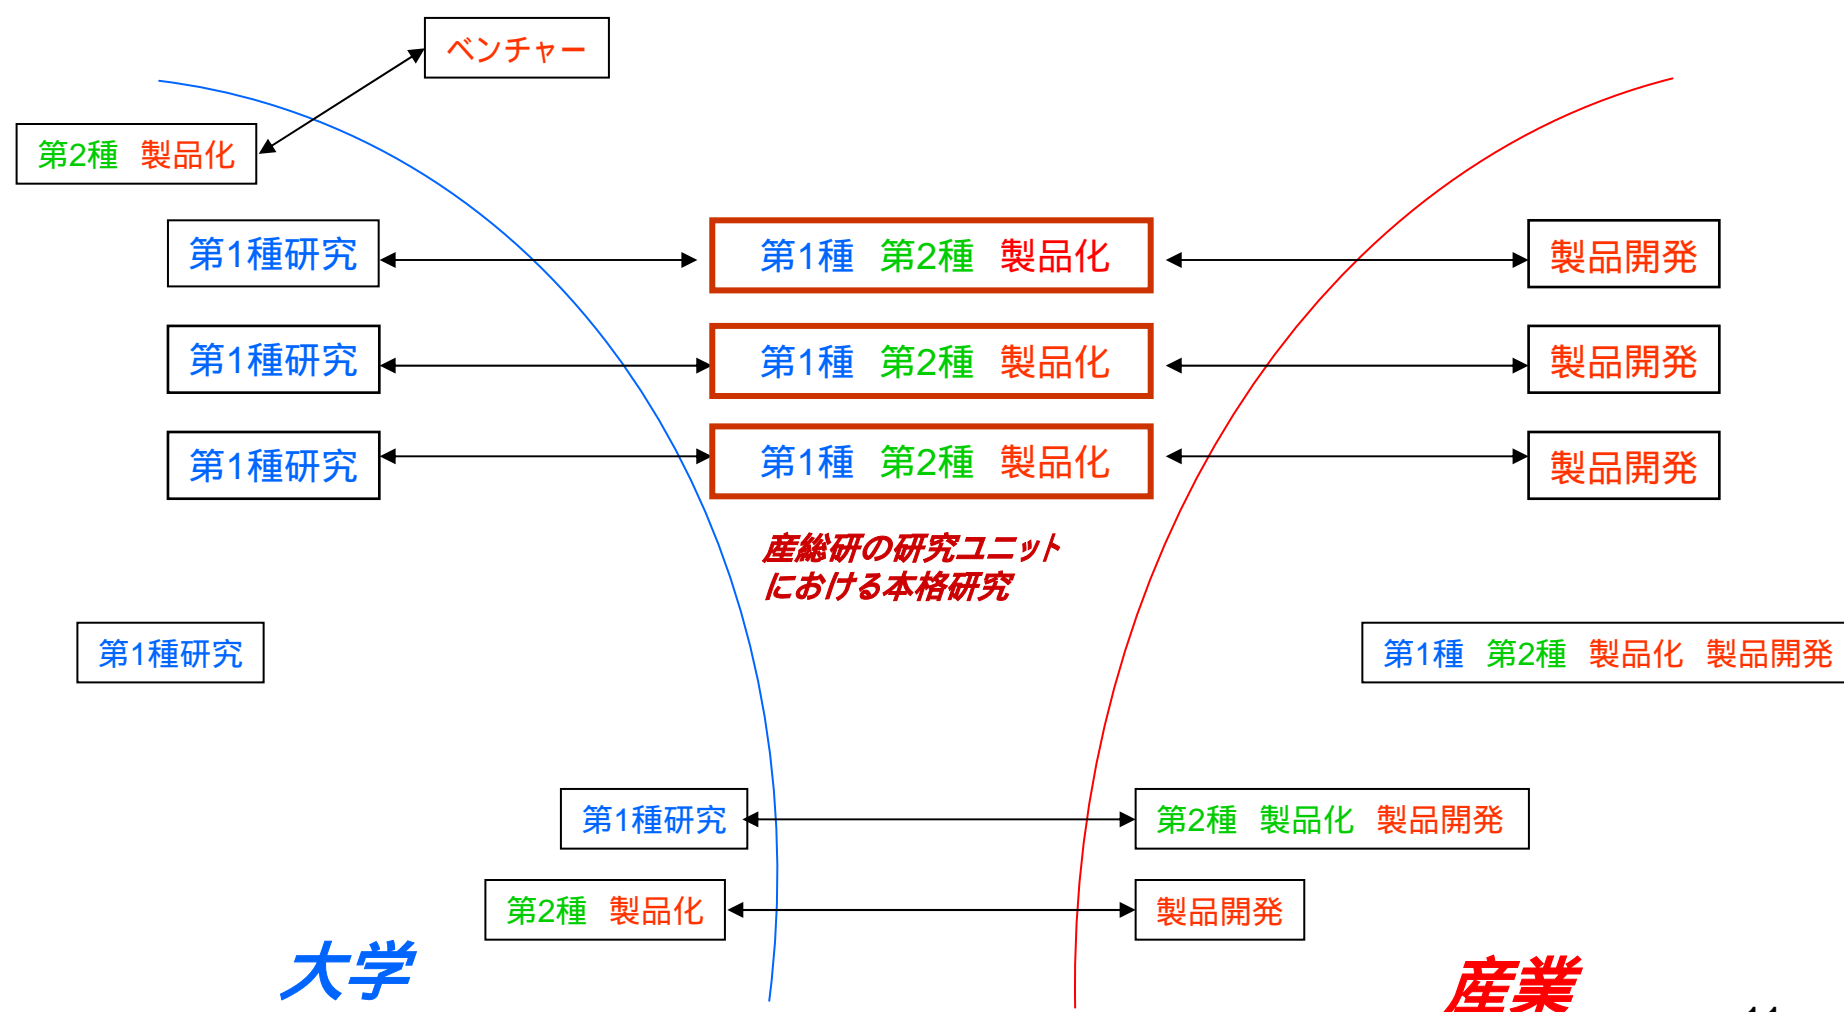 ベンチャー
第2種 製品化
第1種研究
第1種 第2種 製品化
製品開発
第1種研究
第1種 第2種 製品化
製品開発
第1種研究
第1種 第2種 製品化
製品開発
産総研の研究ユニット
における本格研究
第1種研究
第1種 第2種 製品化 製品開発
第1種研究
第2種 製品化 製品開発
第2種 製品化
製品開発
大学
産業